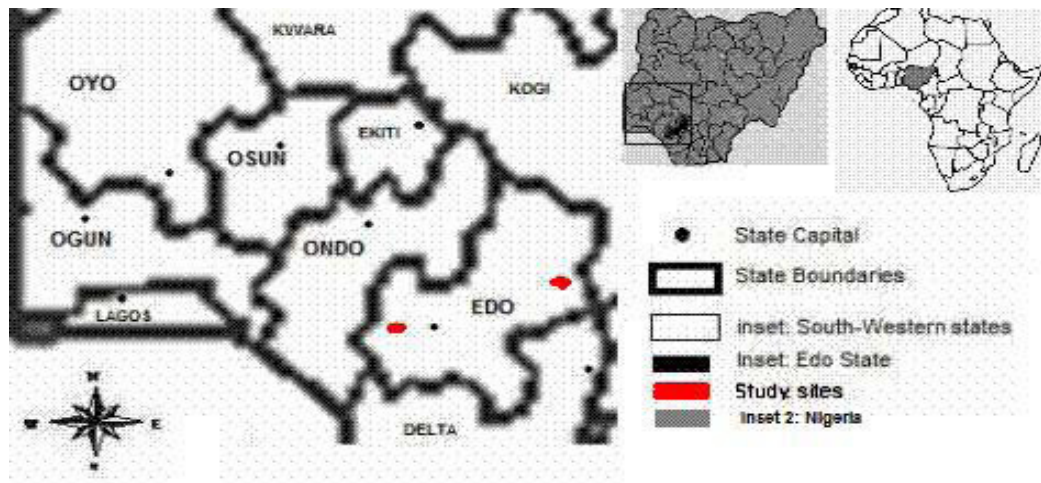 KWARA
OYO
KOGI
EKITI
OSUN
OGUN
ONDO
LAGOS
EDO
DELTA
E
State Capital
State Boundaries
inset: South-Western states
Inset: Edo State
Study sites
Inset 2: Nigeria